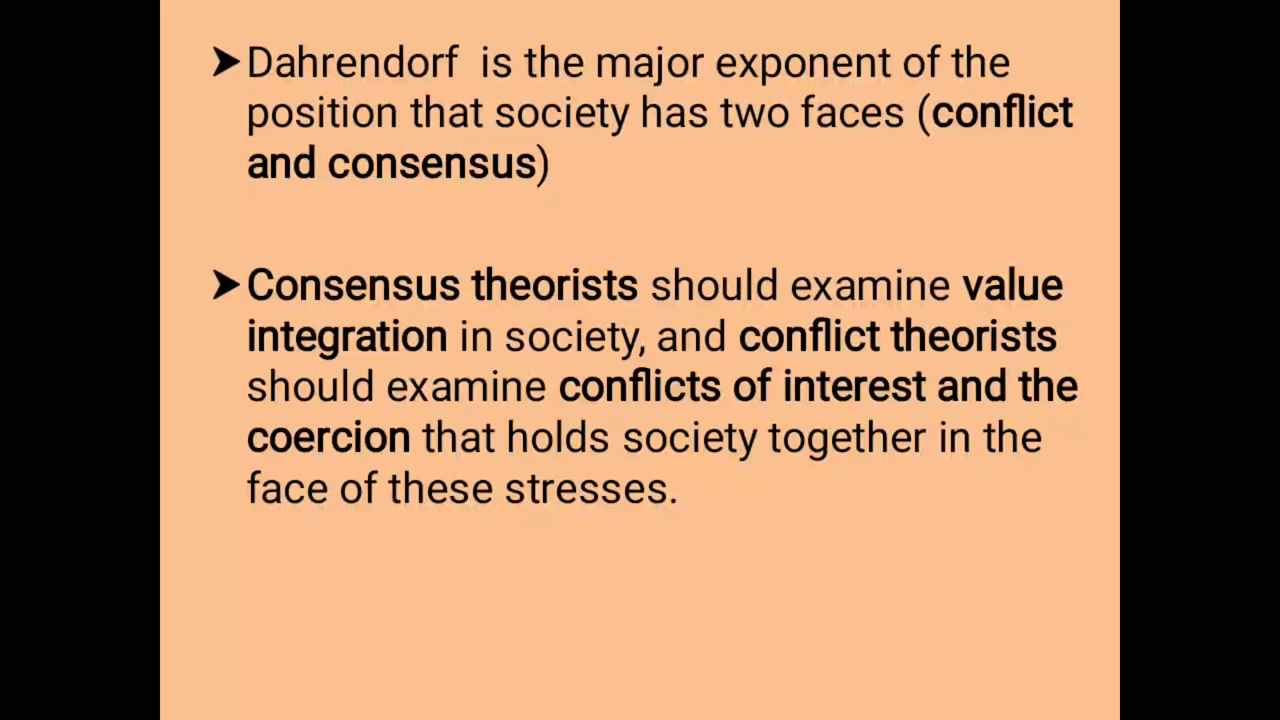 ➤Dahrendorf is the major exponent of the
position that society has two faces (conflict
and consensus)
➤Consensus theorists should examine value
integration in society, and conflict theorists
should examine conflicts of interest and the
coercion that holds society together in the
face of these stresses.